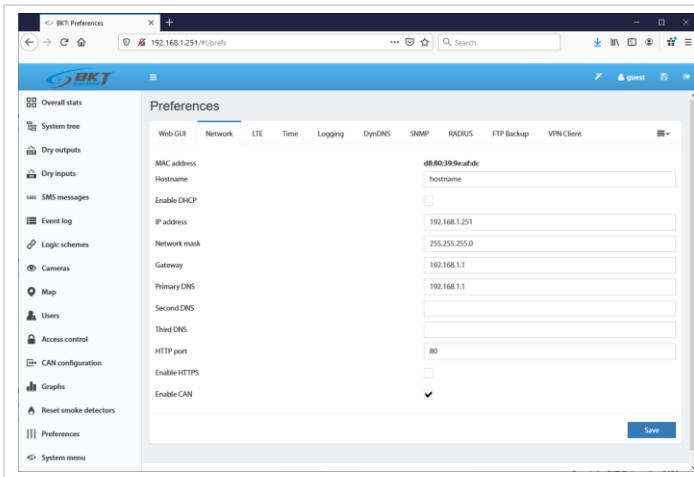 BKT: Preferences
192.168.1.251/#!/prefs
Search
BKT
guest
Overall stats
System tree
Dry outputs
Dry inputs
SMS SMS messages
Event log
Logic schemes
Cameras
Map
Users
Access control
CAN configuration
Graphs
Reset smoke detectors
Preferences
System menu
Preferences
Web GUI Network LTE Time Logging DynDNS SNMP RADIUS FTP Backup VPN Client
MAC address d8:80:39:9e:af:dc
Hostname hostname
Enable DHCP
IP address 192.168.1.251
Network mask 255.255.255.0
Gateway 192.168.1.1
Primary DNS 192.168.1.1
Second DNS
Third DNS
HTTP port 80
Enable HTTPS
Enable CAN
Save